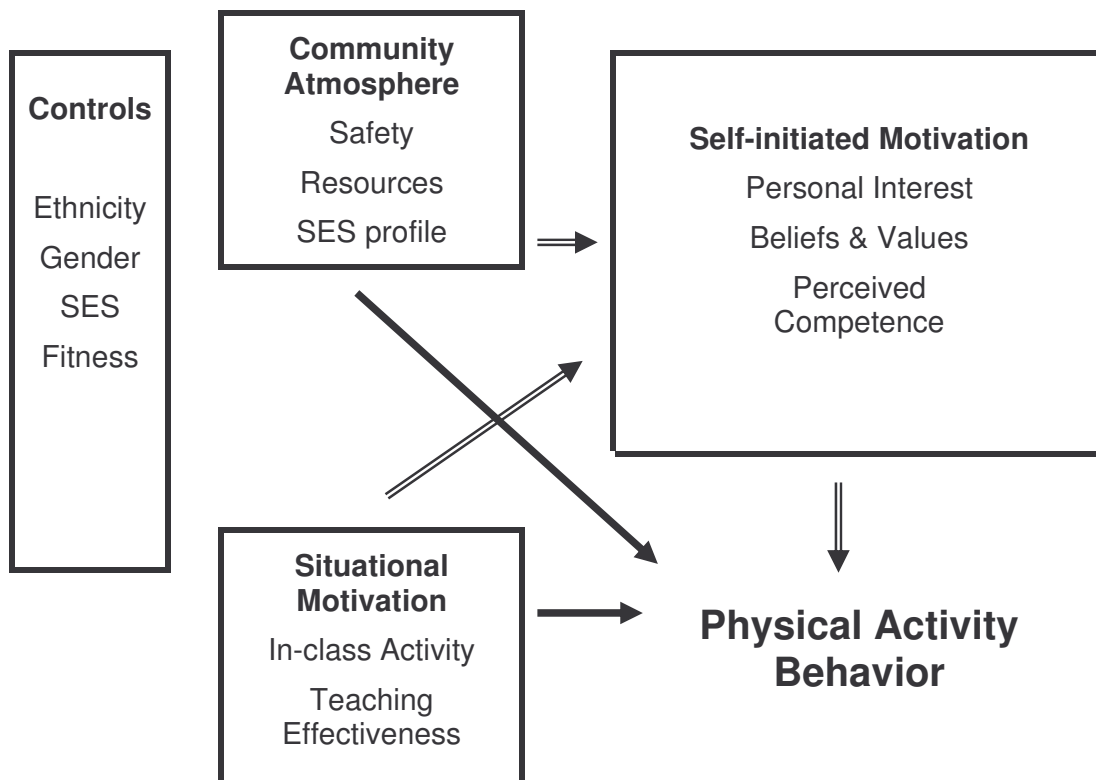 Controls
Ethnicity
Gender
SES
Fitness
Community
Atmosphere
Safety
Resources
SES profile
Self-initiated Motivation
Personal Interest
Beliefs & Values
Perceived
Competence
Situational
Motivation
In-class Activity
Teaching
Effectiveness
Physical Activity
Behavior